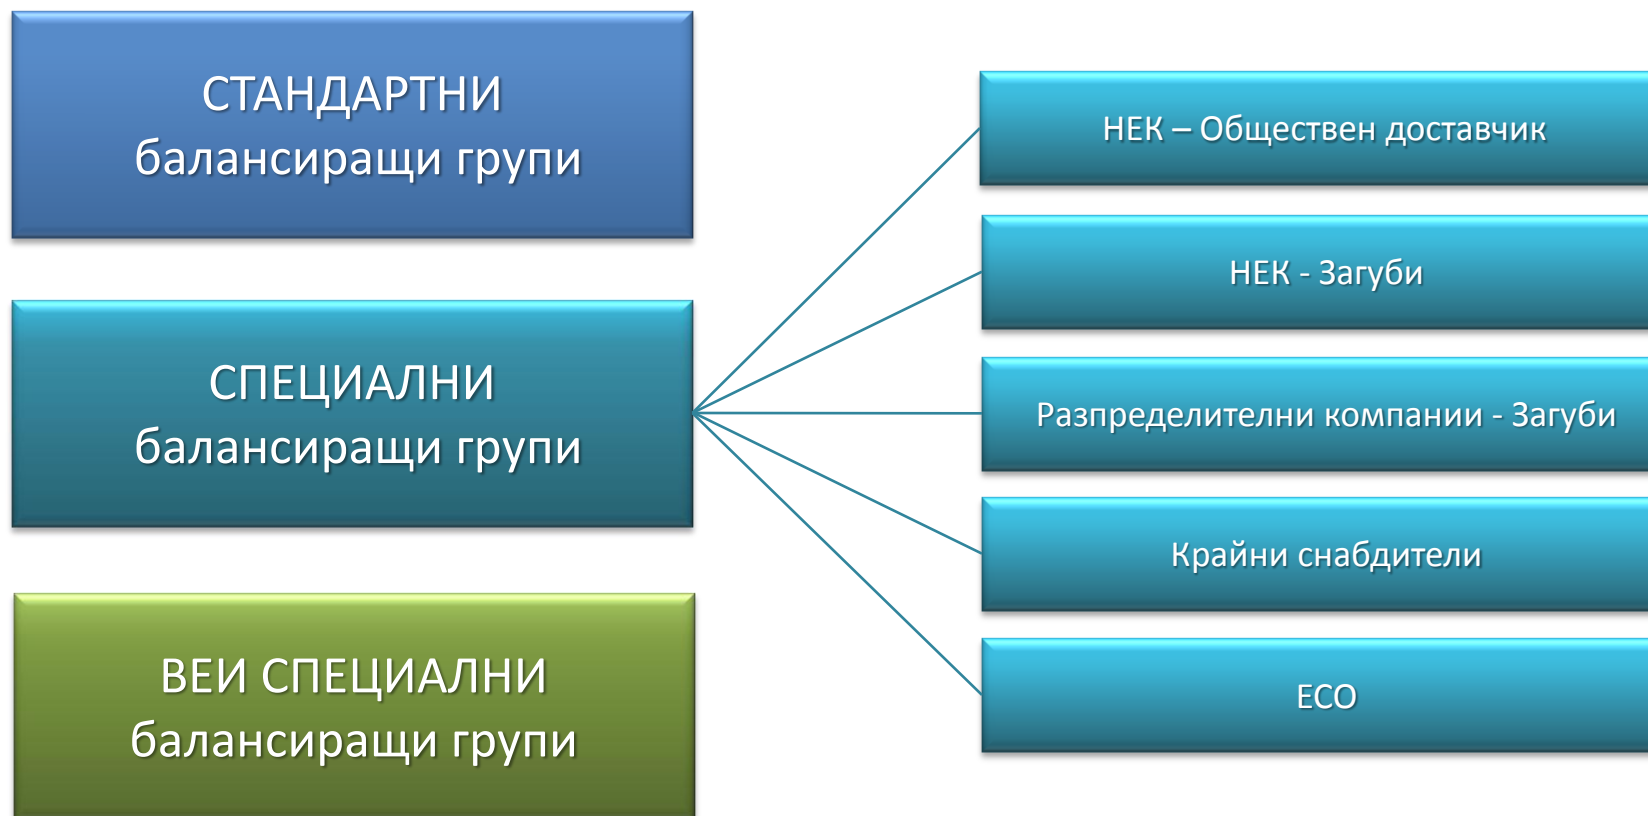 СТАНДАРТНИ
балансиращи групи
СПЕЦИАЛНИ
балансиращи групи
ВЕИ СПЕЦИАЛНИ
балансиращи групи
НЕК – Обществен доставчик
НЕК - Загуби
Разпределителни компании - Загуби
Крайни снабдители
ЕСО